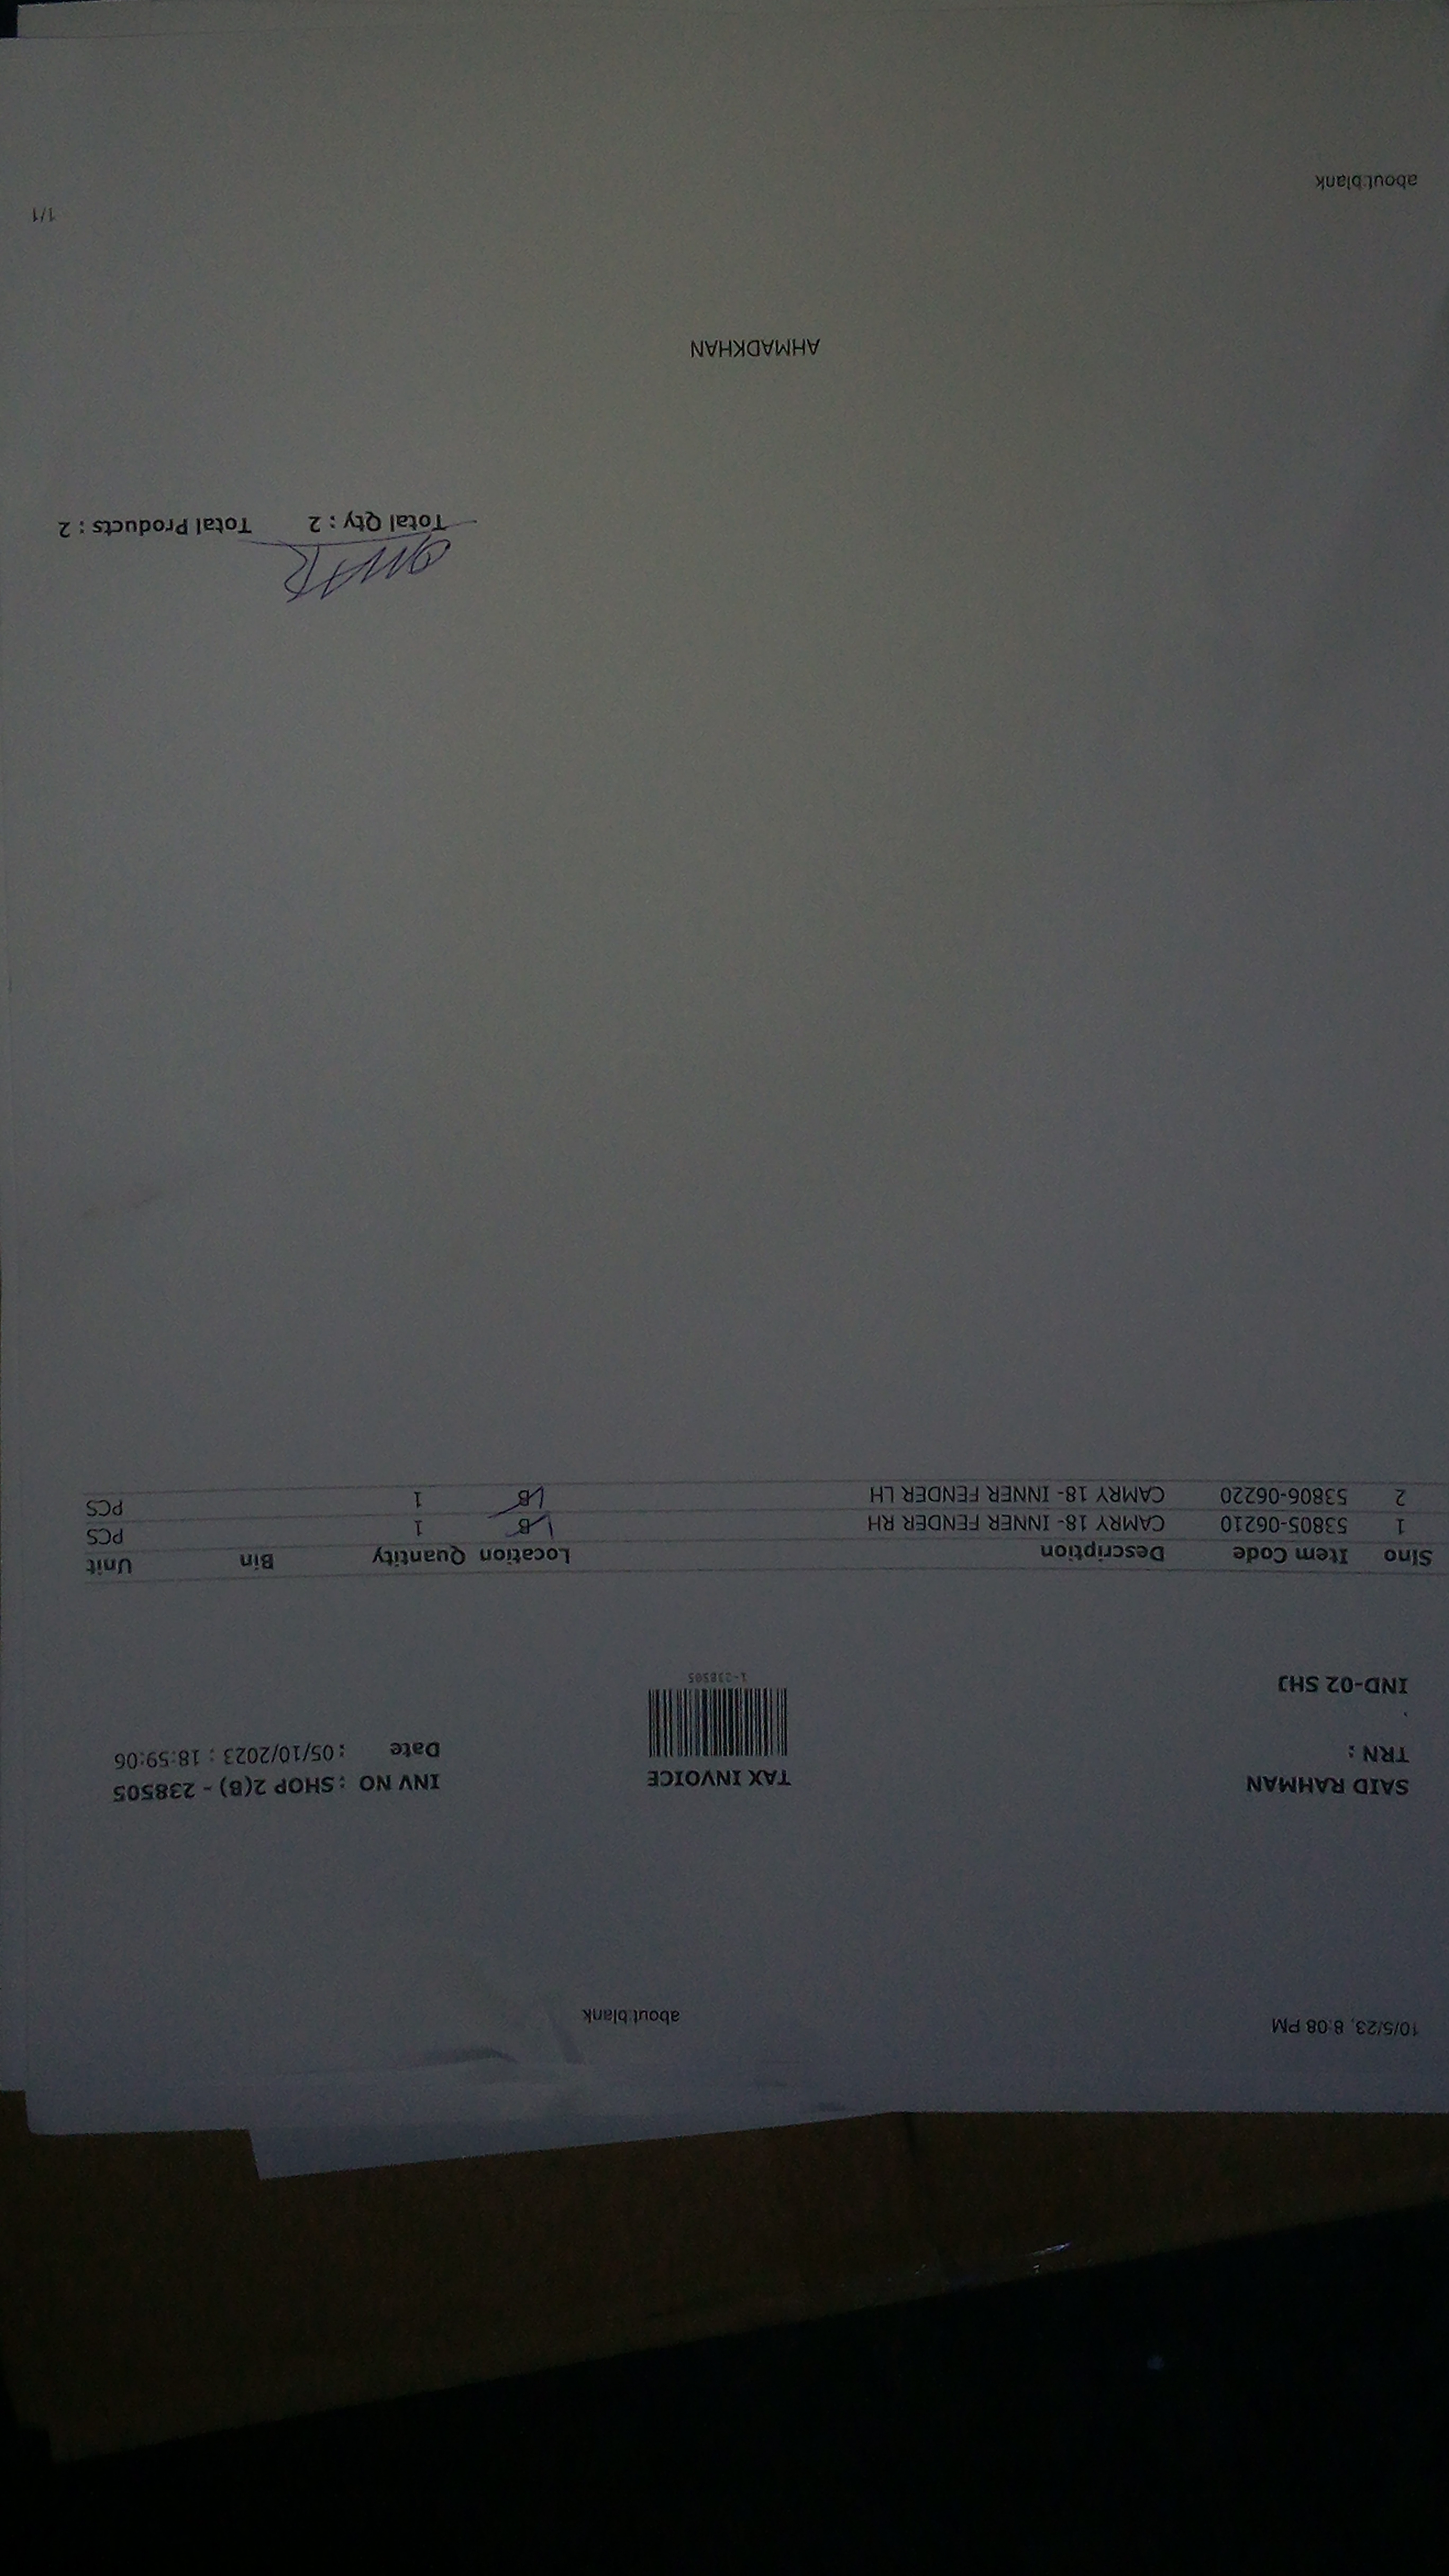 10/5/23, 8:08 PM about:blank
SAID RAHMAN TAX INVOICE INV NO : SHOP 2(B) - 238505
TRN : Date : 05/10/2023 : 18:59:06
.
IND-02 SHJ 1-238505
Slno Item Code Description Location Quantity Bin Unit
1 53805-06210 CAMRY 18- INNER FENDER RH B 1 PCS
2 53806-06220 CAMRY 18- INNER FENDER LH B 1 PCS
OMAR
Total Qty : 2 Total Products : 2
AHMADKHAN
about:blank 1/1